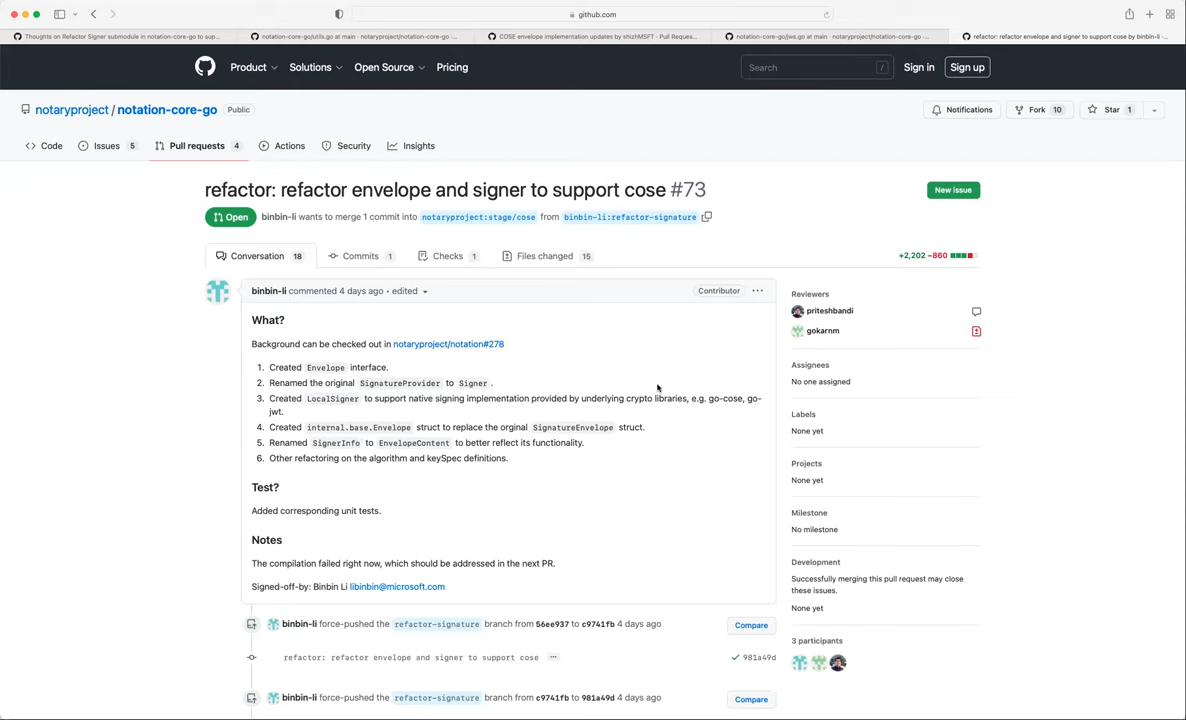 github.com
Thoughts on Refactor Signer submodule in notation-core-go to sup...
notation-core-go/utils.go at main · notaryproject/notation-core-go ·...
COSE envelope implementation updates by shizhMSFT · Pull Reques...
notation-core-go/jws.go at main · notaryproject/notation-core-go ·...
refactor: refactor envelope and signer to support cose by binbin-li ·...
Product
Solutions
Open Source
Pricing
Search
/
Sign in
Sign up
notaryproject / notation-core-go
Public
Notifications
Fork 10
Star 1
Code
Issues 5
Pull requests 4
Actions
Security
Insights
refactor: refactor envelope and signer to support cose #73
New issue
Open
binbin-li wants to merge 1 commit into notaryproject:stage/cose from binbin-li:refactor-signature
Conversation 18
Commits 1
Checks 1
Files changed 15
+2,202 −860
binbin-li commented 4 days ago • edited
Contributor
What?
Background can be checked out in notaryproject/notation#278
1. Created Envelope interface.
2. Renamed the original SignatureProvider to Signer .
3. Created LocalSigner to support native signing implementation provided by underlying crypto libraries, e.g. go-cose, go-
jwt.
4. Created internal.base.Envelope struct to replace the orginal SignatureEnvelope struct.
5. Renamed SignerInfo to EnvelopeContent to better reflect its functionality.
6. Other refactoring on the algorithm and keySpec definitions.
Test?
Added corresponding unit tests.
Notes
The compilation failed right now, which should be addressed in the next PR.
Signed-off-by: Binbin Li libinbin@microsoft.com
binbin-li force-pushed the refactor-signature branch from 56ee937 to c9741fb 4 days ago
Compare
refactor: refactor envelope and signer to support cose ...
981a49d
binbin-li force-pushed the refactor-signature branch from c9741fb to 981a49d 4 days ago
Compare
Reviewers
priteshbandi
gokarnm
Assignees
No one assigned
Labels
None yet
Projects
None yet
Milestone
No milestone
Development
Successfully merging this pull request may close
these issues.
None yet
3 participants